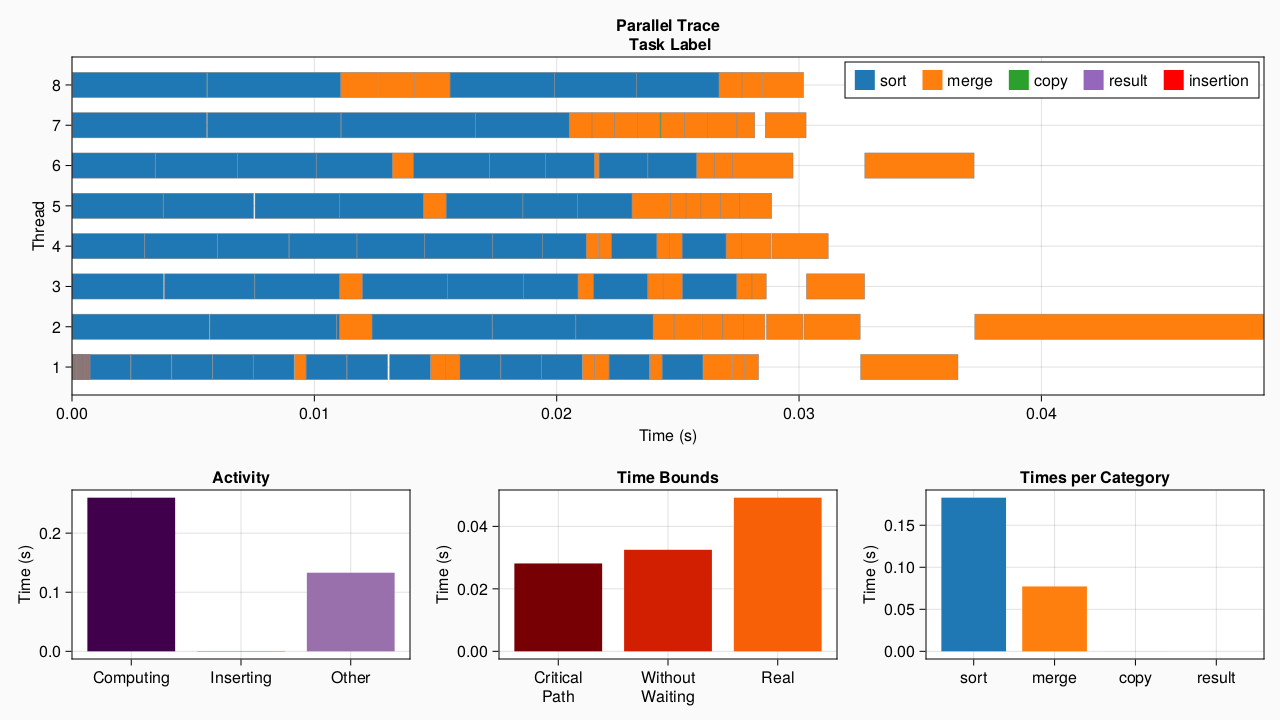 Parallel Trace
Task Label
sort merge copy result insertion
Thread
8
7
6
5
4
3
2
1
0.00 0.01 0.02 0.03 0.04
Time (s)
Activity
Time (s)
0.2
0.1
0.0
Computing Inserting Other
Time Bounds
Time (s)
0.04
0.02
0.00
Critical Path
Without Waiting
Real
Times per Category
Time (s)
0.15
0.10
0.05
0.00
sort merge copy result